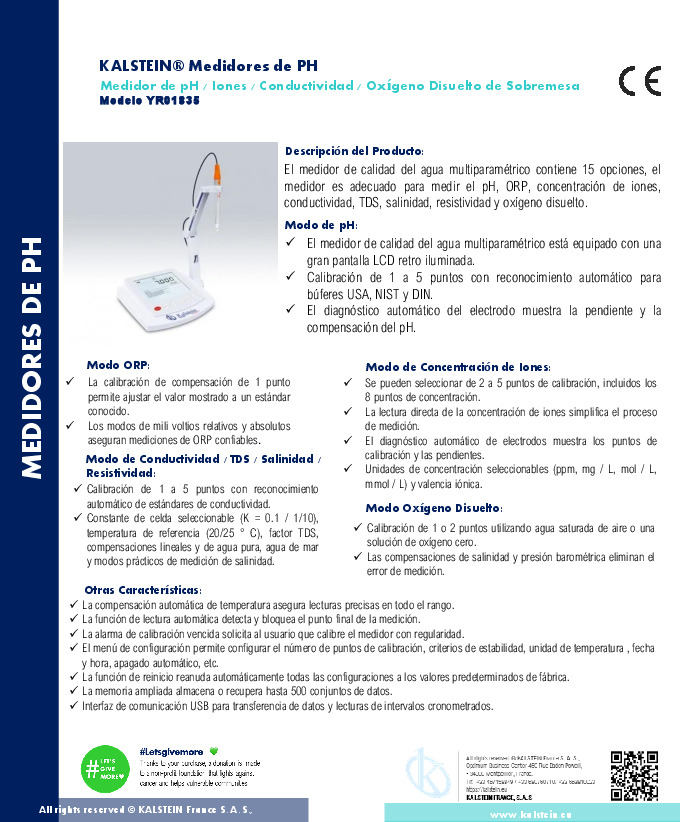 KALSTEIN® Medidores de PH
Medidor de pH / Iones / Conductividad / Oxígeno Disuelto de Sobremesa
Modelo YR01835
CE
MEDIDORES DE PH
Descripción del Producto:
El medidor de calidad del agua multiparamétrico contiene 15 opciones, el
medidor es adecuado para medir el pH, ORP, concentración de iones,
conductividad, TDS, salinidad, resistividad y oxígeno disuelto.
Modo de pH:
✓ El medidor de calidad del agua multiparamétrico está equipado con una
gran pantalla LCD retro iluminada.
✓ Calibración de 1 a 5 puntos con reconocimiento automático para
búferes USA, NIST y DIN.
✓ El diagnóstico automático del electrodo muestra la pendiente y la
compensación del pH.
Modo ORP:
✓ La calibración de compensación de 1 punto
permite ajustar el valor mostrado a un estándar
conocido.
✓ Los modos de mili voltios relativos y absolutos
aseguran mediciones de ORP confiables.
Modo de Conductividad / TDS / Salinidad /
Resistividad:
✓ Calibración de 1 a 5 puntos con reconocimiento
automático de estándares de conductividad.
✓ Constante de celda seleccionable (K = 0.1 / 1/10),
temperatura de referencia (20/25 ° C), factor TDS,
compensaciones lineales y de agua pura, agua de mar
y modos prácticos de medición de salinidad.
Modo de Concentración de Iones:
✓ Se pueden seleccionar de 2 a 5 puntos de calibración, incluidos los
8 puntos de concentración.
✓ La lectura directa de la concentración de iones simplifica el proceso
de medición.
✓ El diagnóstico automático de electrodos muestra los puntos de
calibración y las pendientes.
✓ Unidades de concentración seleccionables (ppm, mg / L, mol / L,
mmol / L) y valencia iónica.
Modo Oxígeno Disuelto:
✓ Calibración de 1 o 2 puntos utilizando agua saturada de aire o una
solución de oxígeno cero.
✓ Las compensaciones de salinidad y presión barométrica eliminan el
error de medición.
Otras Características:
✓ La compensación automática de temperatura asegura lecturas precisas en todo el rango.
✓ La función de lectura automática detecta y bloquea el punto final de la medición.
✓ La alarma de calibración vencida solicita al usuario que calibre el medidor con regularidad.
✓ El menú de configuración permite configurar el número de puntos de calibración, criterios de estabilidad, unidad de temperatura , fecha
y hora, apagado automático, etc.
✓ La función de reinicio reanuda automáticamente todas las configuraciones a los valores predeterminados de fábrica.
✓ La memoria ampliada almacena o recupera hasta 500 conjuntos de datos.
✓ Interfaz de comunicación USB para transferencia de datos y lecturas de intervalos cronometrados.
# LET'S
GIVE
MORE
#Letsgivemore
Thanks to your purchase, a donation is made
to a non-profit foundation that fights against
cancer and helps vulnerable communities
All rights reserved © KALSTEIN France S. A. S.,
https://kalstein.eu
KALSTEIN FRANCE, S.A.S
All rights reserved © KALSTEIN France S. A. S.,
www.kalstein.eu